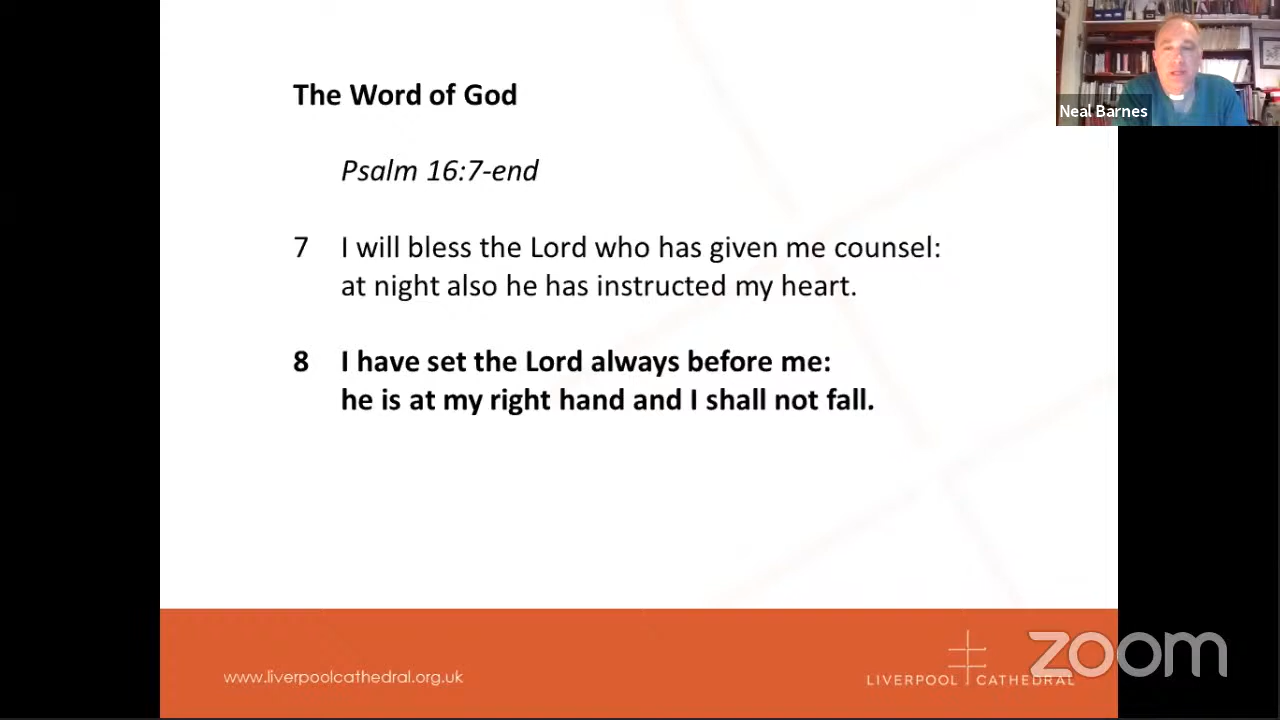 The Word of God
Neal Barnes
Psalm 16:7-end
7 I will bless the Lord who has given me counsel:
at night also he has instructed my heart.
8 I have set the Lord always before me:
he is at my right hand and I shall not fall.
www.liverpoolcathedral.org.uk
LIVERPOOL CATHEDRAL
zoom